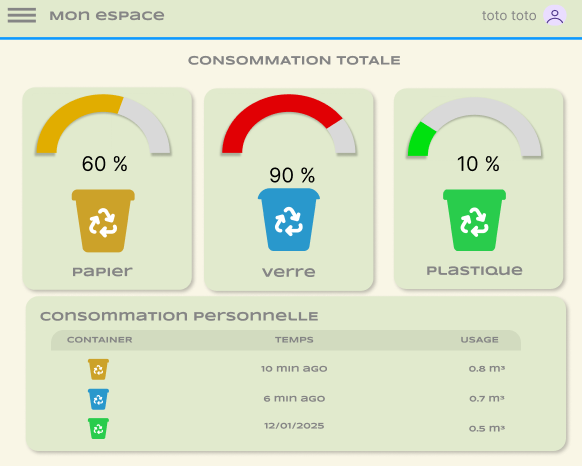 Mon espace
toto toto
CONSOMMATION TOTALE
60 %
90 %
10 %
Papier
Verre
Plastique
Consommation personnelle
CONTAINER TEMPS USAGE
10 min ago 0.8 m³
6 min ago 0.7 m³
12/01/2025 0.5 m³